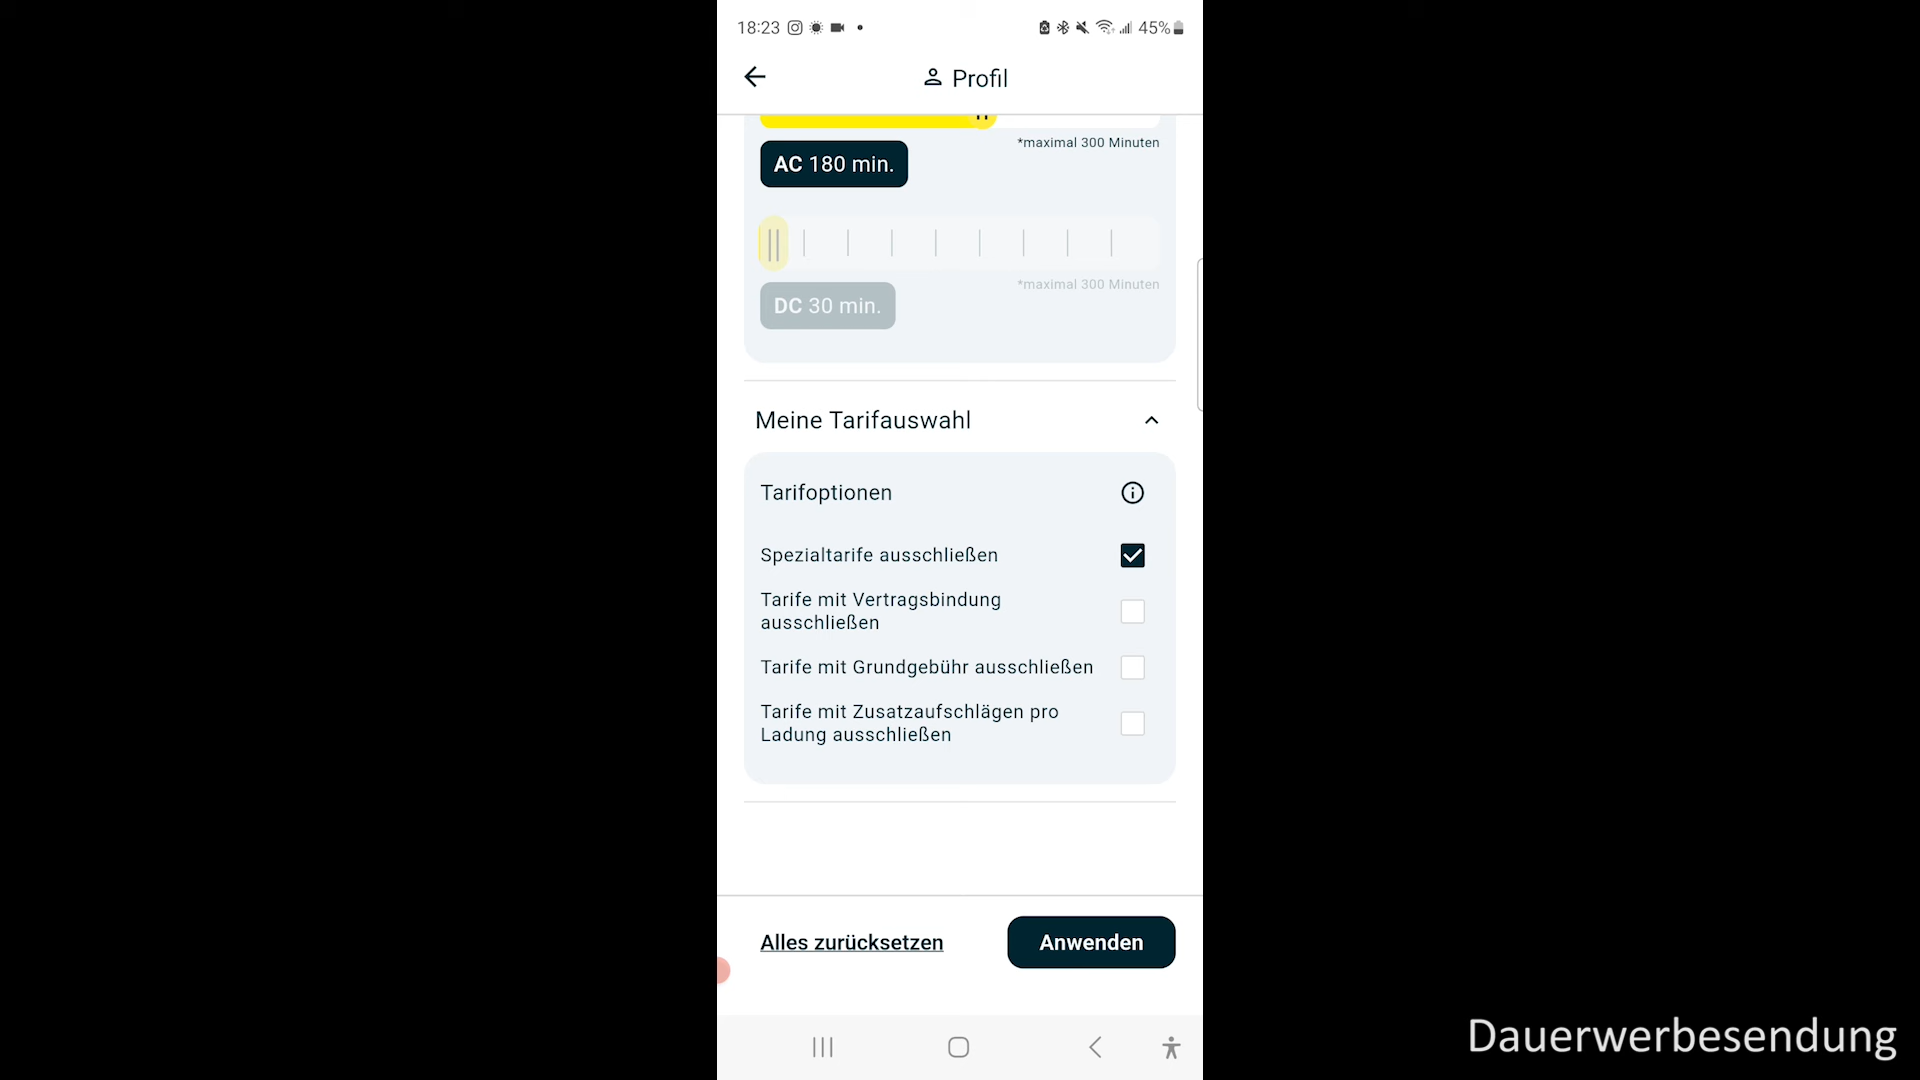 18:23
45%
Profil
*maximal 300 Minuten
AC 180 min.
*maximal 300 Minuten
DC 30 min.
Meine Tarifauswahl
Tarifoptionen
Spezialtarife ausschließen
Tarife mit Vertragsbindung
ausschließen
Tarife mit Grundgebühr ausschließen
Tarife mit Zusatzaufschlägen pro
Ladung ausschließen
Alles zurücksetzen
Anwenden
Dauerwerbesendung